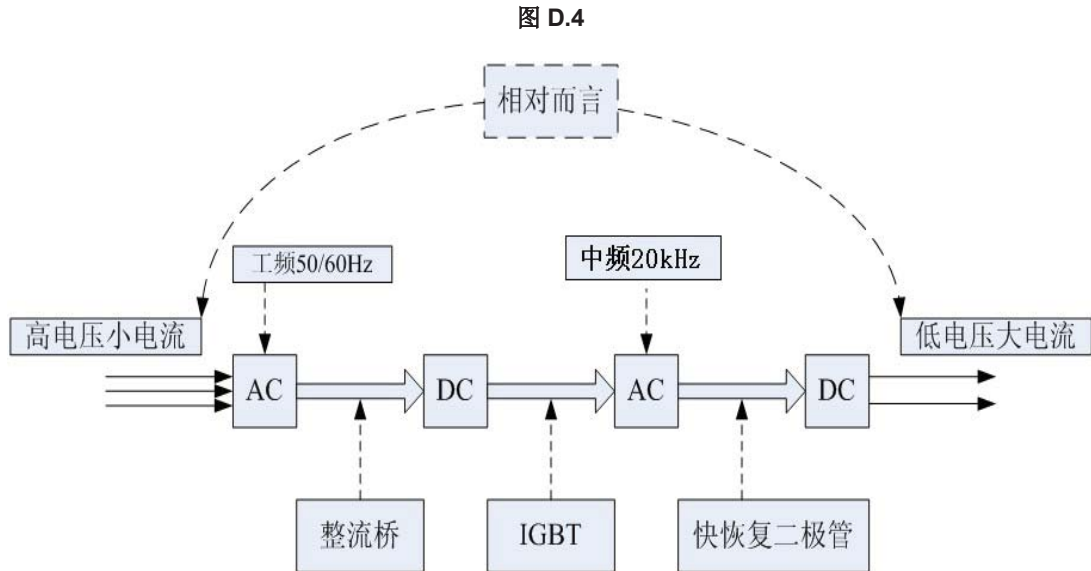 图 D.4
相对而言
工频50/60Hz
中频20kHz
高电压小电流
低电压大电流
AC
DC
AC
DC
整流桥
IGBT
快恢复二极管